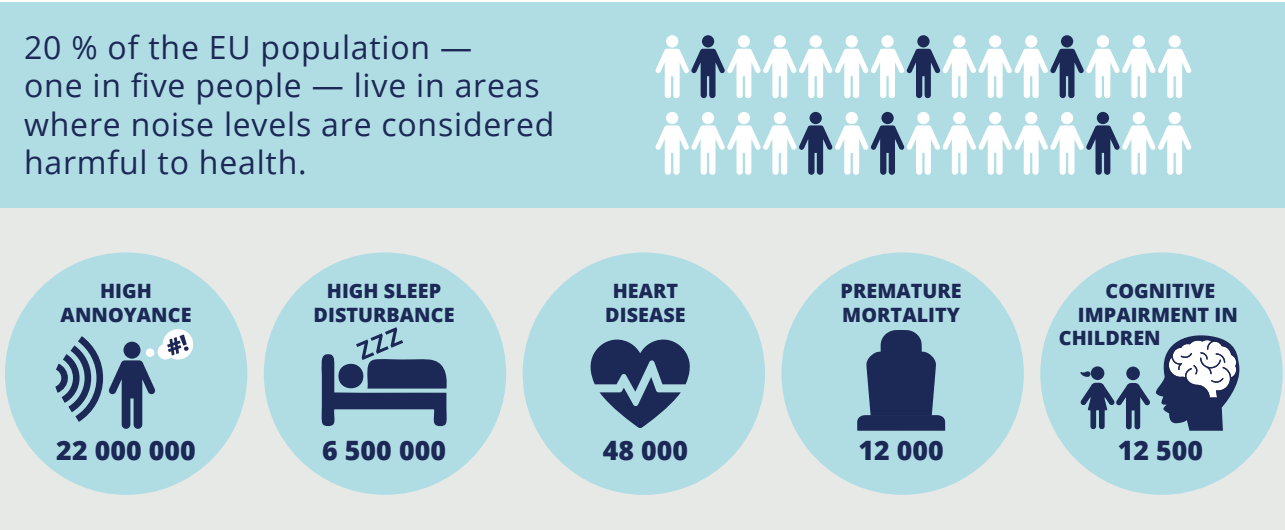 20 % of the EU population —
one in five people — live in areas
where noise levels are considered
harmful to health.
HIGH
ANNOYANCE
#!
22 000 000
HIGH SLEEP
DISTURBANCE
ZZZ
6 500 000
HEART
DISEASE
48 000
PREMATURE
MORTALITY
12 000
COGNITIVE
IMPAIRMENT IN
CHILDREN
12 500